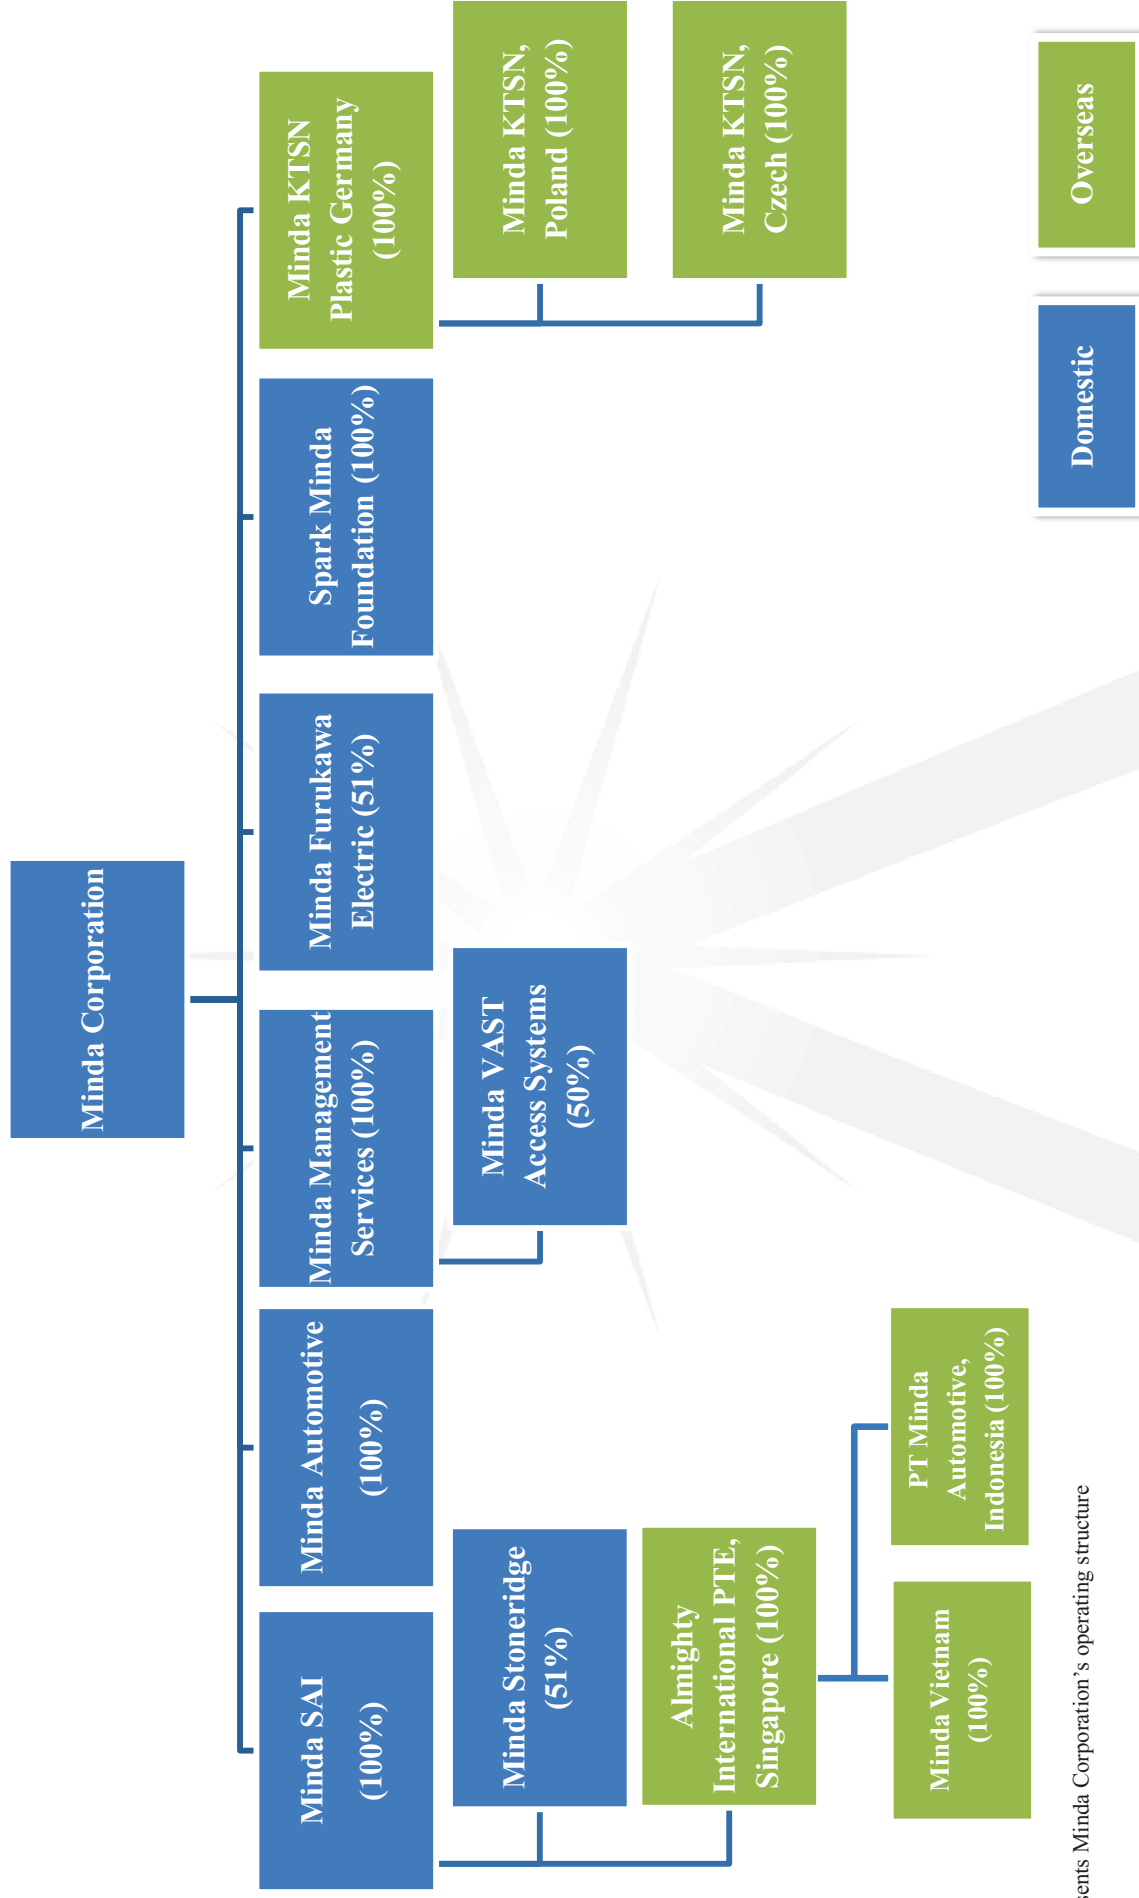 Minda Corporation
Minda SAI
(100%)
Minda Automotive
(100%)
Minda Management
Services (100%)
Minda Furukawa
Electric (51%)
Spark Minda
Foundation (100%)
Minda KTSN
Plastic Germany
(100%)
Minda Stoneridge
(51%)
Minda VAST
Access Systems
(50%)
Minda KTSN,
Poland (100%)
Almighty
International PTE,
Singapore (100%)
Minda KTSN,
Czech (100%)
Minda Vietnam
(100%)
PT Minda
Automotive,
Indonesia (100%)
Domestic
Overseas
Minda Corporation’s operating structure